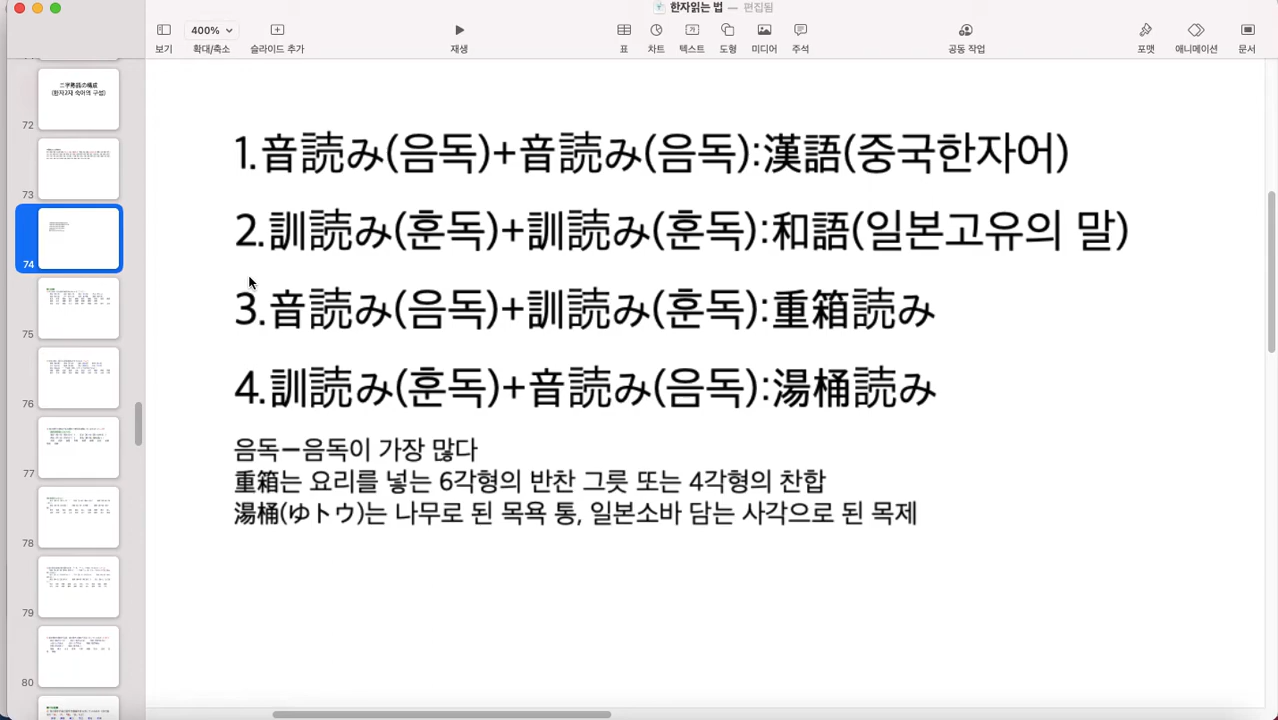 한자읽는 법 — 편집됨
400%
보기
확대/축소
슬라이드 추가
재생
표
차트
텍스트
도형
미디어
주석
공동 작업
포맷
애니메이션
문서
(한자2자 숙어의 구성)
72
73
74
75
76
77
78
79
80
1.音読み(음독)+音読み(음독):漢語(중국한자어)
2.訓読み(훈독)+訓読み(훈독):和語(일본고유의 말)
3.音読み(음독)+訓読み(훈독):重箱読み
4.訓読み(훈독)+音読み(음독):湯桶読み
음독-음독이 가장 많다
重箱는 요리를 넣는 6각형의 반찬 그릇 또는 4각형의 찬합
湯桶(ゆトウ)는 나무로 된 목욕 통, 일본소바 담는 사각으로 된 목제